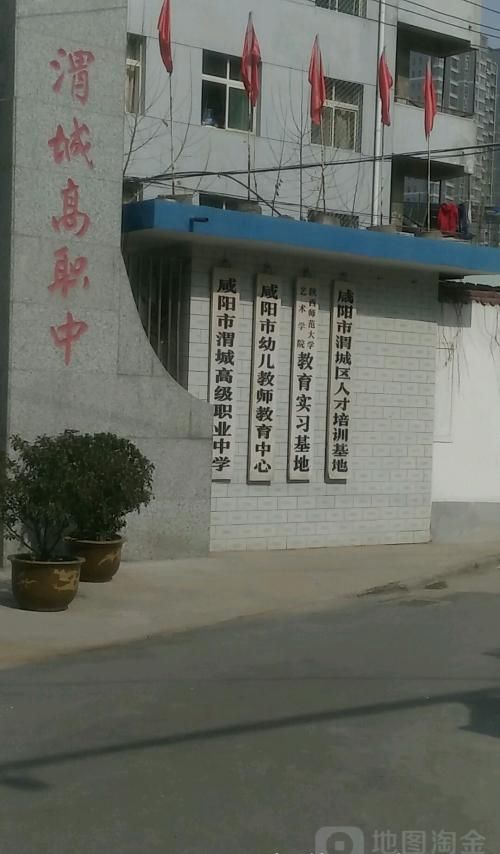 渭城高职中
咸阳市渭城高级职业中学
咸阳市幼儿教师教育中心
陕西师范大学
艺术学院
教育实习基地
咸阳市渭城区人才培训基地
地图淘金